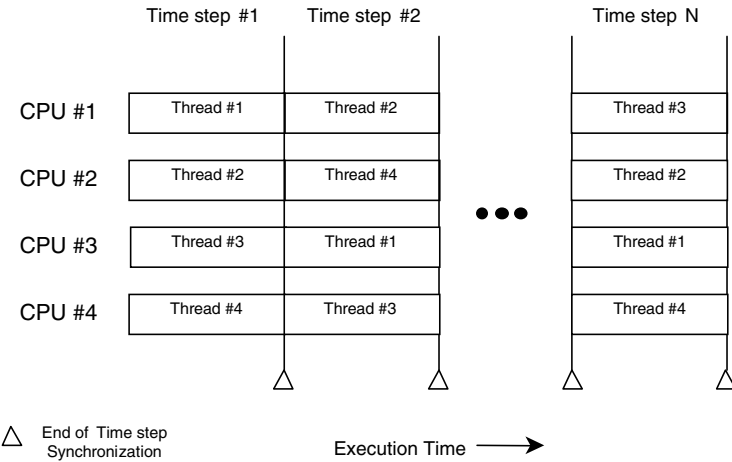 Time step #1 Time step #2 Time step N
CPU #1 Thread #1 Thread #2 Thread #3
CPU #2 Thread #2 Thread #4 Thread #2
CPU #3 Thread #3 Thread #1 Thread #1
CPU #4 Thread #4 Thread #3 Thread #4
End of Time step
Synchronization
Execution Time